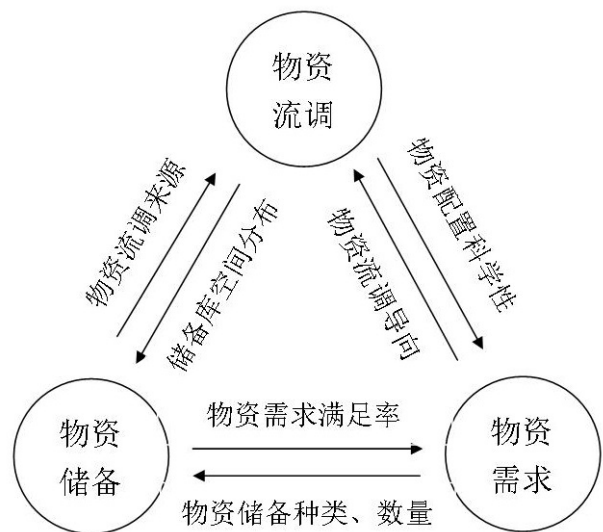 物资
流调
物资流调来源
储备库空间分布
物资流调导向
物资配置科学性
物资
储备
物资需求满足率
物资储备种类、数量
物资
需求